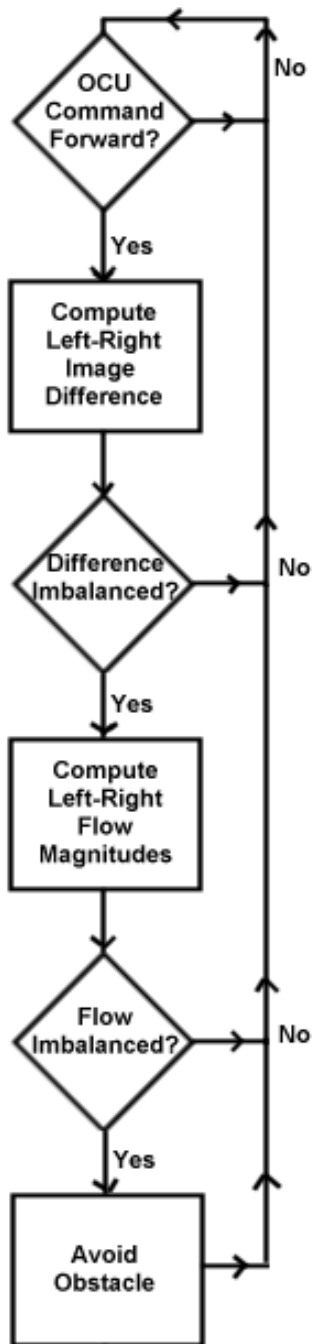 OCU
Command
Forward?
No
Yes
Compute
Left-Right
Image
Difference
Difference
Imbalanced?
No
Yes
Compute
Left-Right
Flow
Magnitudes
Flow
Imbalanced?
No
Yes
Avoid
Obstacle